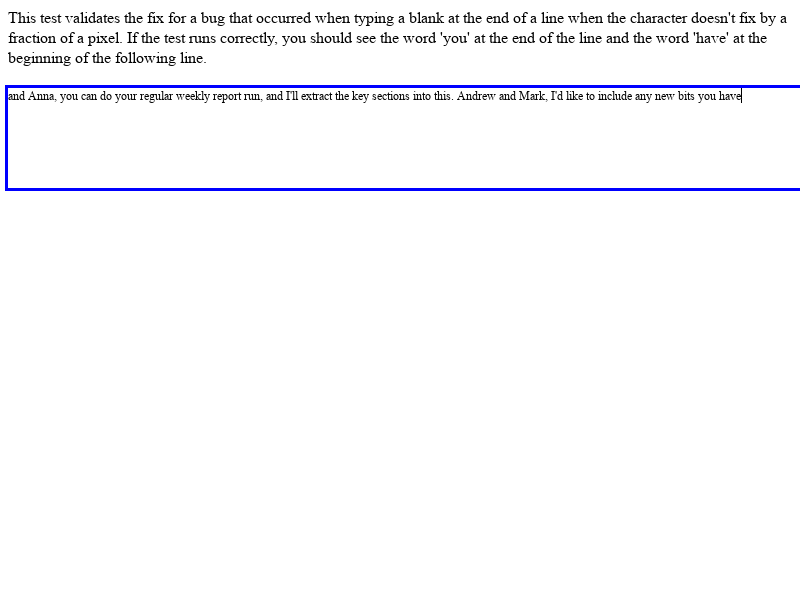 This test validates the fix for a bug that occurred when typing a blank at the end of a line when the character doesn't fix by a
fraction of a pixel. If the test runs correctly, you should see the word 'you' at the end of the line and the word 'have' at the
beginning of the following line.
and Anna, you can do your regular weekly report run, and I'll extract the key sections into this. Andrew and Mark, I'd like to include any new bits you have